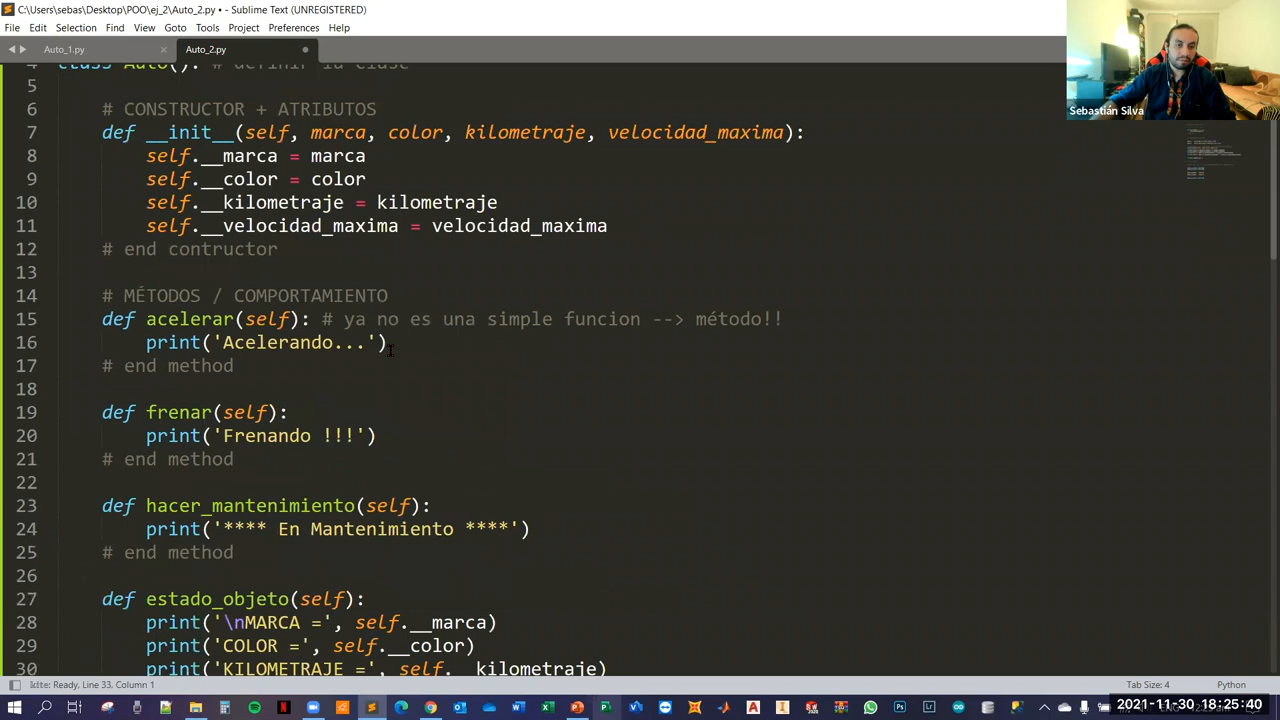 C:\Users\sebas\Desktop\POO\ej_2\Auto_2.py • - Sublime Text (UNREGISTERED)
File Edit Selection Find View Goto Tools Project Preferences Help
Auto_1.py Auto_2.py
4 class Auto(): # definir la clase
5
6 # CONSTRUCTOR + ATRIBUTOS
7 def __init__(self, marca, color, kilometraje, velocidad_maxima):
8 self.__marca = marca
9 self.__color = color
10 self.__kilometraje = kilometraje
11 self.__velocidad_maxima = velocidad_maxima
12 # end contructor
13
14 # MÉTODOS / COMPORTAMIENTO
15 def acelerar(self): # ya no es una simple funcion --> método!!
16 print('Acelerando...')
17 # end method
18
19 def frenar(self):
20 print('Frenando !!!')
21 # end method
22
23 def hacer_mantenimiento(self):
24 print('**** En Mantenimiento ****')
25 # end method
26
27 def estado_objeto(self):
28 print('\nMARCA =', self.__marca)
29 print('COLOR =', self.__color)
30 print('KILOMETRAJE =', self.__kilometraje)
Sebastián Silva
Ready, Line 33, Column 1
Tab Size: 4 Python
2021-11-30 18:25:40